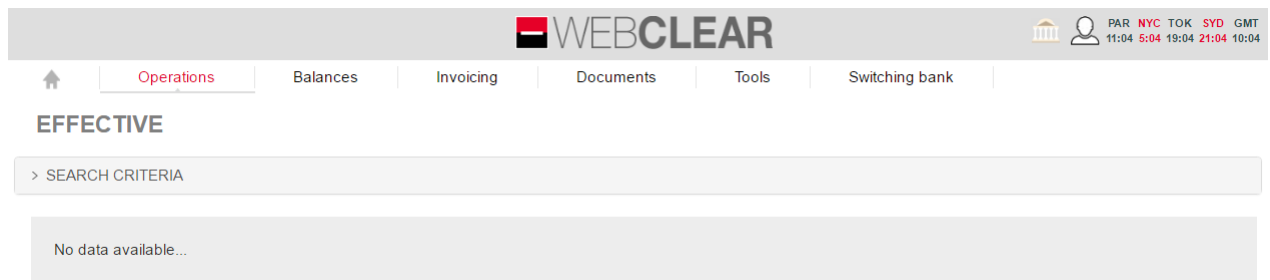 WEBCLEAR
PAR NYC TOK SYD GMT
11:04 5:04 19:04 21:04 10:04
Operations Balances Invoicing Documents Tools Switching bank
EFFECTIVE
> SEARCH CRITERIA
No data available...